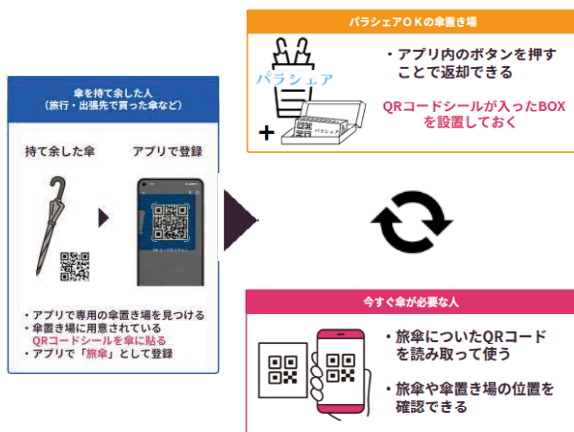 傘を持て余した人
（旅行・出張先で買った傘など）
持て余した傘
アプリで登録
・アプリで専用の傘置き場を見つける
・傘置き場に用意されている
QRコードシールを傘に貼る
・アプリで「旅傘」として登録
パラシェアOKの傘置き場
パラシェア
+
パラシェア
・アプリ内のボタンを押す
ことで返却できる
QRコードシールが入ったBOX
を設置しておく
今すぐ傘が必要な人
・旅傘についたQRコード
を読み取って使う
・旅傘や傘置き場の位置を
確認できる